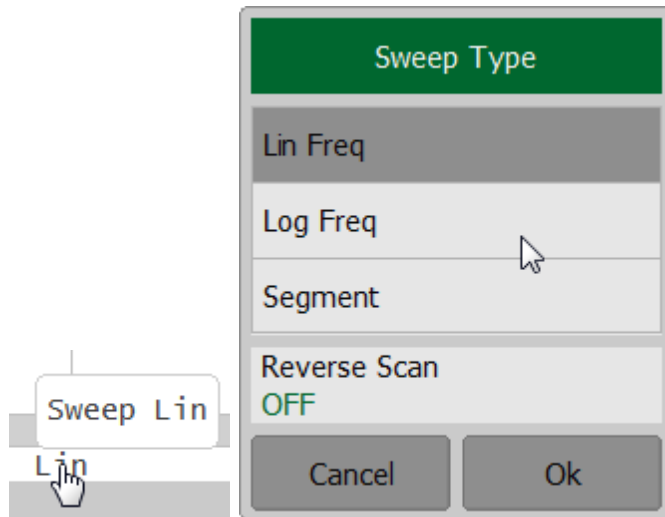 Sweep Lin
Lin
Sweep Type
Lin Freq
Log Freq
Segment
Reverse Scan
OFF
Cancel
Ok